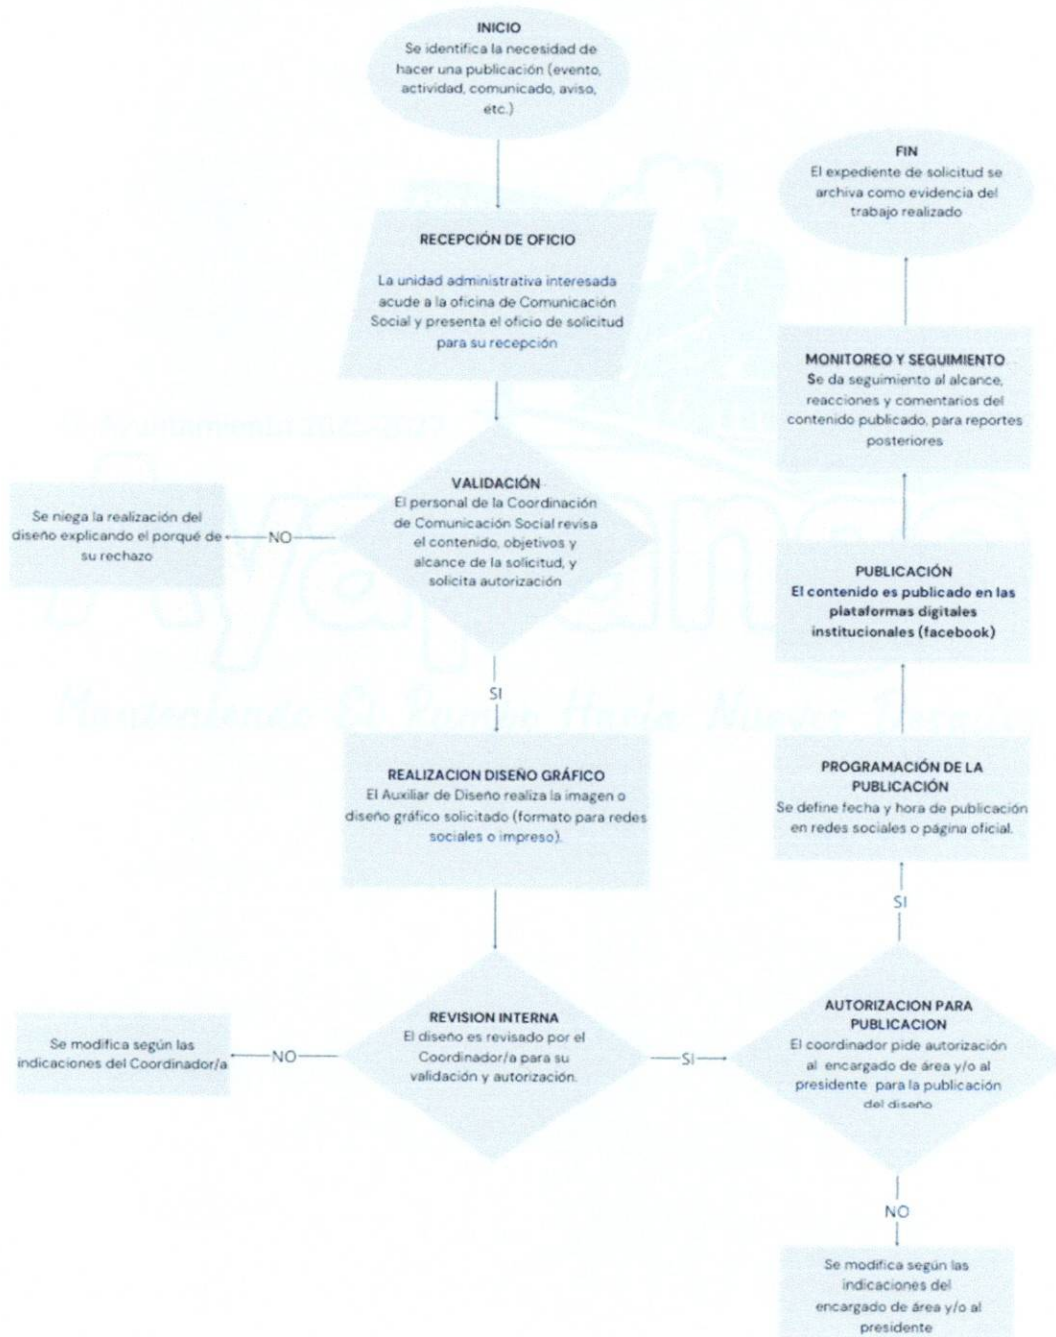 INICIO
Se identifica la necesidad de
hacer una publicación (evento,
actividad, comunicado, aviso,
etc.)
RECEPCIÓN DE OFICIO
La unidad administrativa interesada
acude a la oficina de Comunicación
Social y presenta el oficio de solicitud
para su recepción
VALIDACIÓN
El personal de la Coordinación
de Comunicación Social revisa
el contenido, objetivos y
alcance de la solicitud, y
solicita autorización
NO
Se niega la realización del
diseño explicando el porqué de
su rechazo
SI
REALIZACION DISEÑO GRÁFICO
El Auxiliar de Diseño realiza la imagen o
diseño gráfico solicitado (formato para redes
sociales o impreso).
REVISION INTERNA
El diseño es revisado por el
Coordinador/a para su
validación y autorización.
NO
Se modifica según las
indicaciones del Coordinador/a
SI
AUTORIZACION PARA
PUBLICACION
El coordinador pide autorización
al encargado de área y/o al
presidente para la publicación
del diseño
NO
Se modifica según las
indicaciones del
encargado de área y/o al
presidente
SI
PROGRAMACIÓN DE LA
PUBLICACIÓN
Se define fecha y hora de publicación
en redes sociales o página oficial.
PUBLICACIÓN
El contenido es publicado en las
plataformas digitales
institucionales (facebook)
MONITOREO Y SEGUIMIENTO
Se da seguimiento al alcance,
reacciones y comentarios del
contenido publicado, para reportes
posteriores
FIN
El expediente de solicitud se
archiva como evidencia del
trabajo realizado